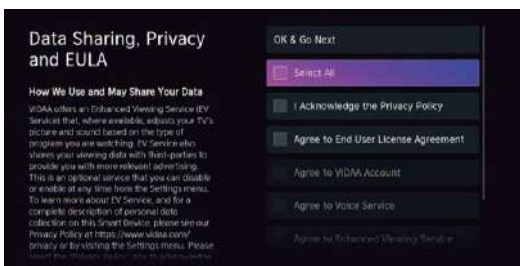 Data Sharing, Privacy
and EULA
How We Use and May Share Your Data
VIDAA offers an Enhanced Viewing Service (EV
Service) that, where available, adjusts your TV's
picture and sound based on the type of
program you are watching. EV Service also
shares your viewing data with third-parties to
provide you with more relevant advertising.
This is an optional service that you can disable
or enable at any time from the Settings menu.
To learn more about EV Service, and for a
complete description of personal data
collection on this Smart Device, please see our
Privacy Policy at https://www.vidaa.com/
privacy or by visiting the Settings menu. Please
OK & Go Next
Select All
I Acknowledge the Privacy Policy
Agree to End User License Agreement
Agree to VIDAA Account
Agree to Voice Service
Agree to Enhanced Viewing Service